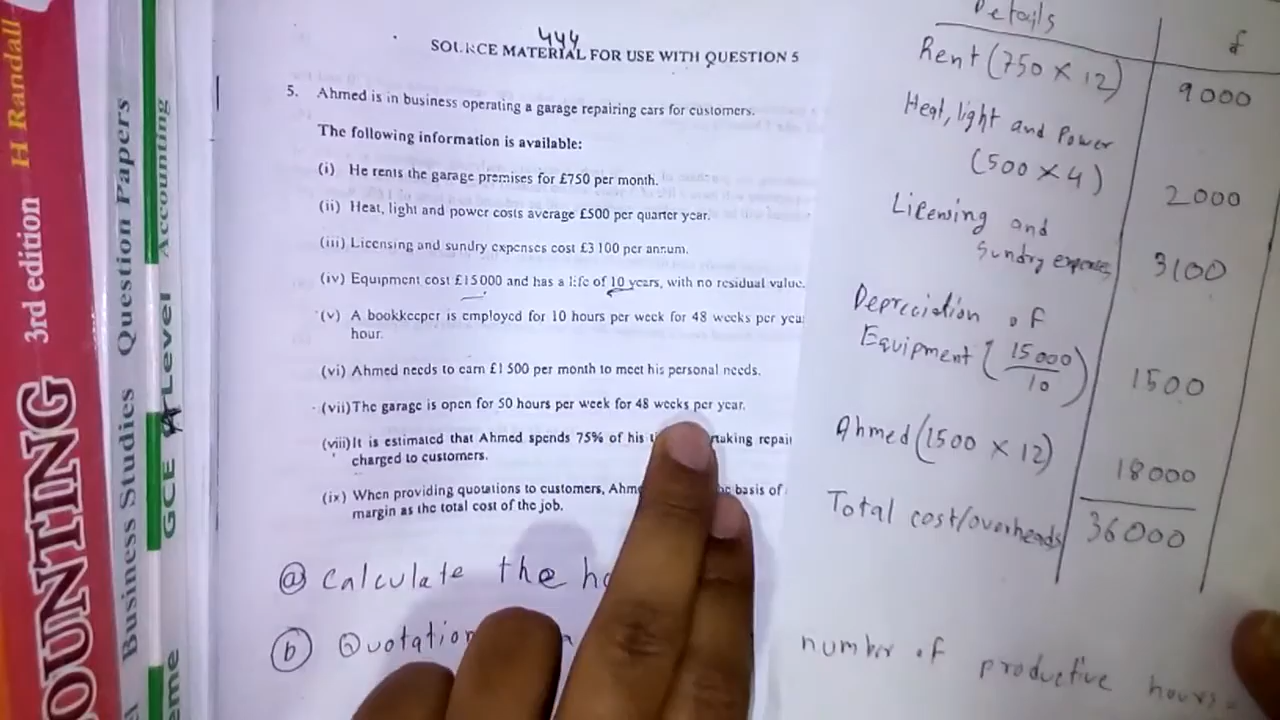 H Randall
3rd edition
OUNTING
Business Studies Question Papers
GCE A Level Accounting
444
SOURCE MATERIAL FOR USE WITH QUESTION 5
5. Ahmed is in business operating a garage repairing cars for customers.
The following information is available:
(i) He rents the garage premises for £750 per month.
(ii) Heat, light and power costs average £500 per quarter year.
(iii) Licensing and sundry expenses cost £3 100 per annum.
(iv) Equipment cost £15 000 and has a life of 10 years, with no residual value.
(v) A bookkeeper is employed for 10 hours per week for 48 weeks per
hour.
(vi) Ahmed needs to earn £1 500 per month to meet his personal needs.
(vii) The garage is open for 50 hours per week for 48 weeks per year.
(viii) It is estimated that Ahmed spends 75% of his
charged to customers.
(ix) When providing quotations to customers, basis of
margin as the total cost of the job.
(a) Calculate the
(b) Quotation
Details £
Rent (750 × 12) 9000
Heat, light and Power
(500 × 4) 2000
Licensing and
Sundry expenses 3100
Depreciation of
Equipment (15000/10) 1500
Ahmed (1500 × 12) 18000
Total cost/overheads 36000
number of productive hours =